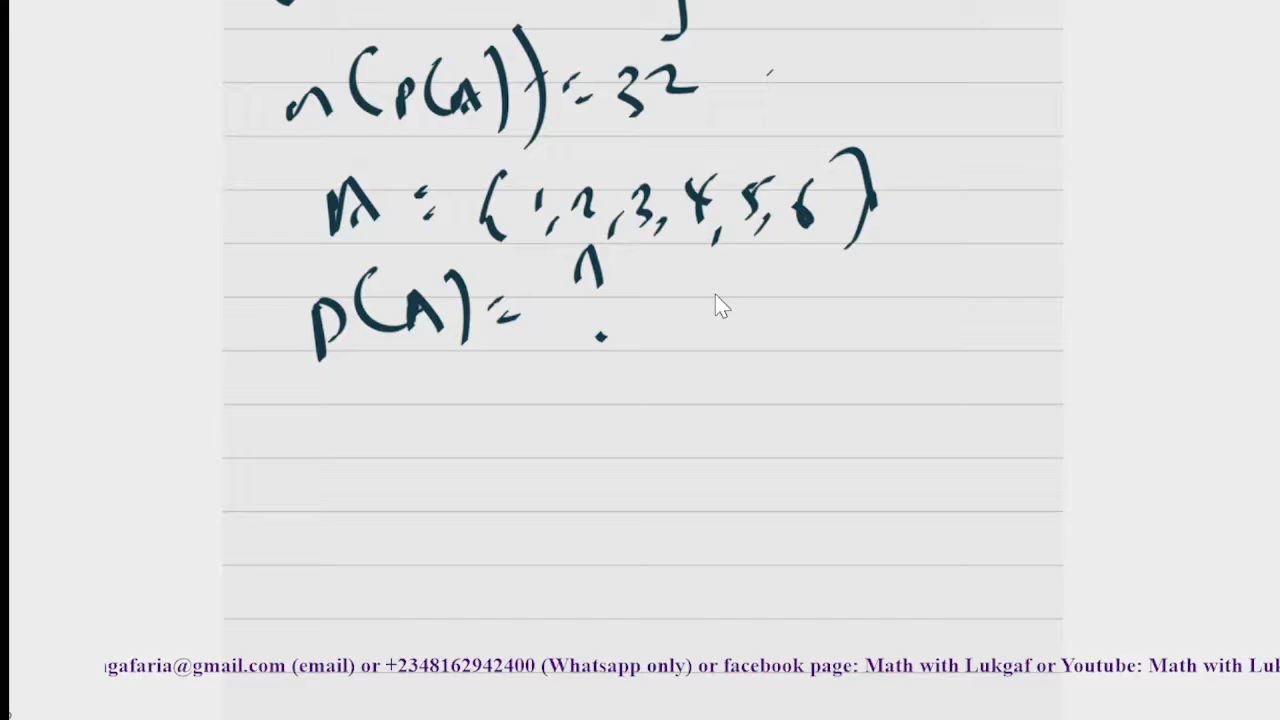 n(P(A)) = 32
A = {1, 2, 3, 4, 5, 6}
P(A) = ?
gafaria@gmail.com (email) or +2348162942400 (Whatsapp only) or facebook page: Math with Lukgaf or Youtube: Math with Luk